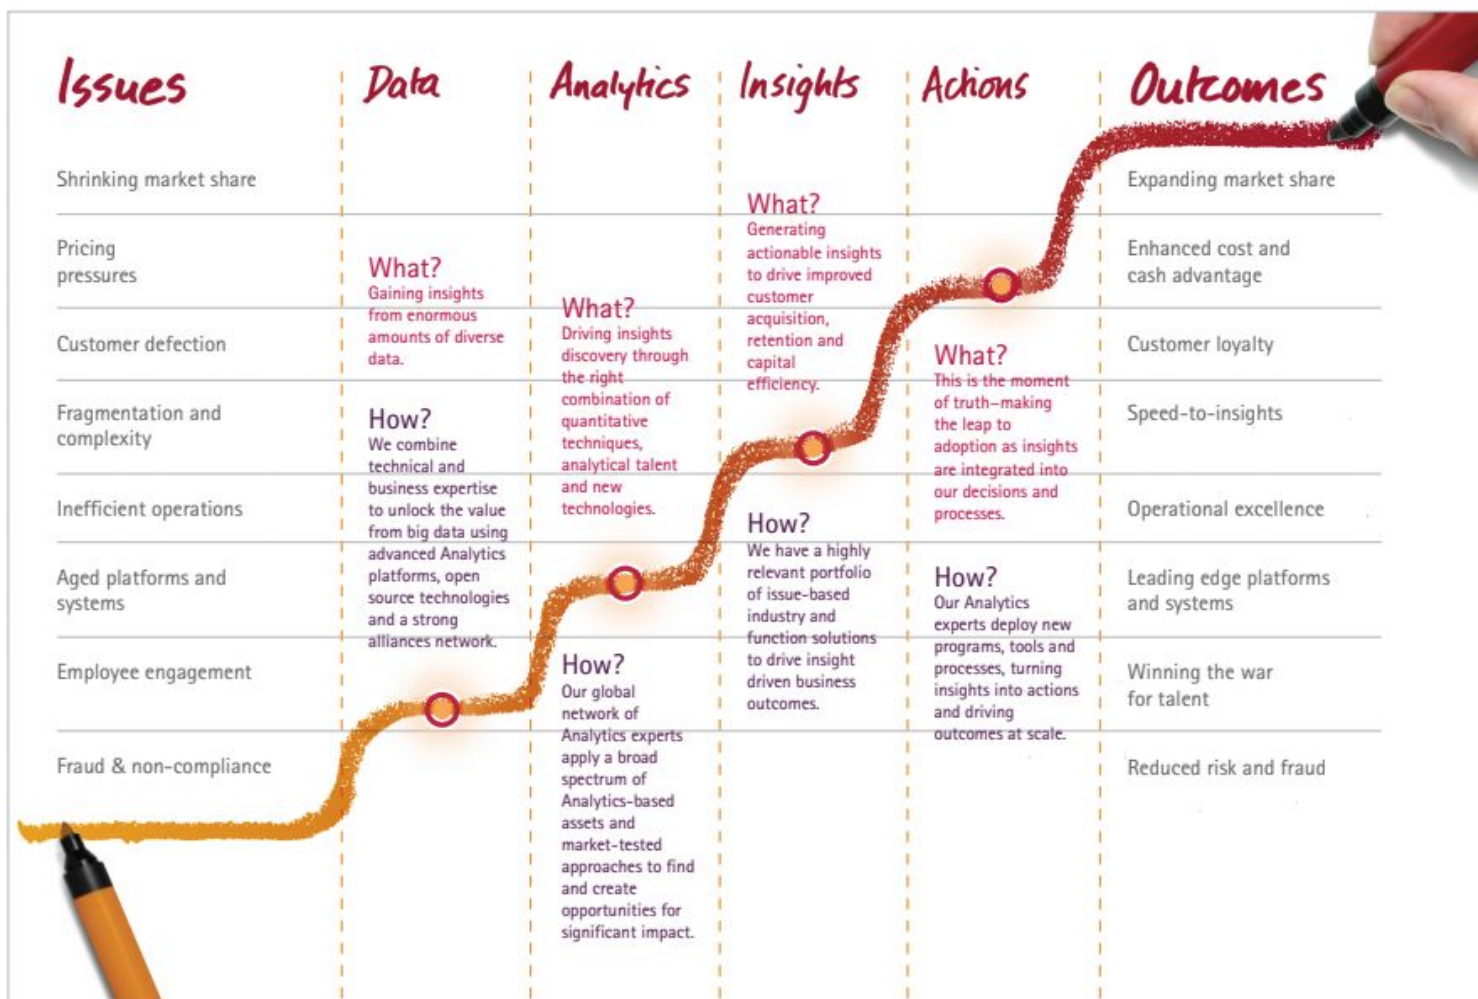 Issues
Data
Analytics
Insights
Actions
Outcomes
Shrinking market share
Pricing
pressures
Customer defection
Fragmentation and
complexity
Inefficient operations
Aged platforms and
systems
Employee engagement
Fraud & non-compliance
What?
Gaining insights
from enormous
amounts of diverse
data.
How?
We combine
technical and
business expertise
to unlock the value
from big data using
advanced Analytics
platforms, open
source technologies
and a strong
alliances network.
What?
Driving insights
discovery through
the right
combination of
quantitative
techniques,
analytical talent
and new
technologies.
How?
Our global
network of
Analytics experts
apply a broad
spectrum of
Analytics-based
assets and
market-tested
approaches to find
and create
opportunities for
significant impact.
What?
Generating
actionable insights
to drive improved
customer
acquisition,
retention and
capital
efficiency.
How?
We have a highly
relevant portfolio
of issue-based
industry and
function solutions
to drive insight
driven business
outcomes.
What?
This is the moment
of truth–making
the leap to
adoption as insights
are integrated into
our decisions and
processes.
How?
Our Analytics
experts deploy new
programs, tools and
processes, turning
insights into actions
and driving
outcomes at scale.
Expanding market share
Enhanced cost and
cash advantage
Customer loyalty
Speed-to-insights
Operational excellence
Leading edge platforms
and systems
Winning the war
for talent
Reduced risk and fraud